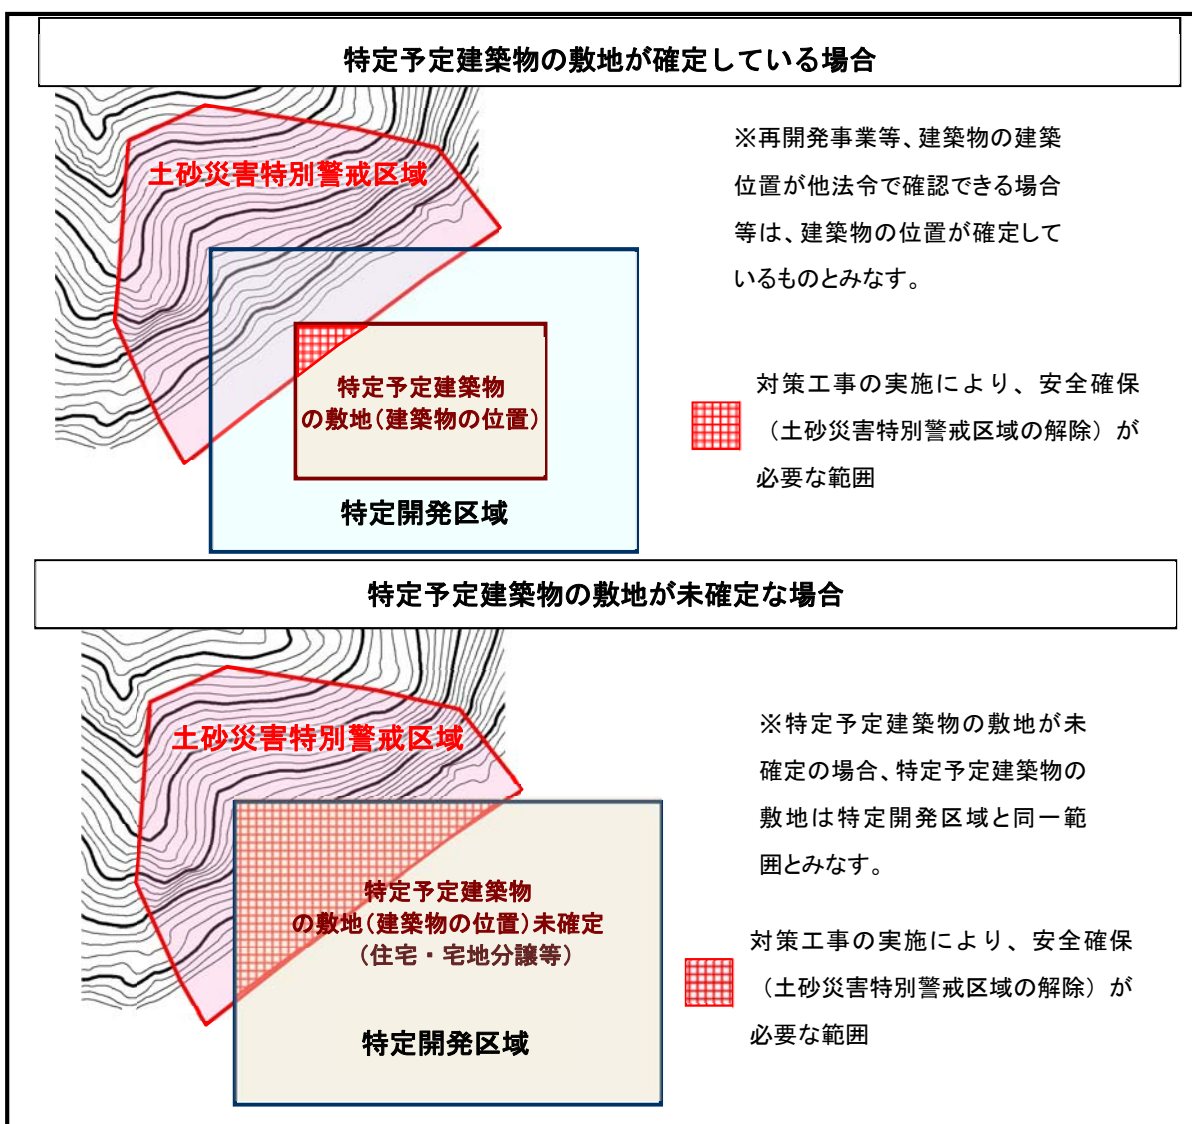 特定予定建築物の敷地が確定している場合
土砂災害特別警戒区域
特定予定建築物
の敷地（建築物の位置）
特定開発区域
※再開発事業等、建築物の建築
位置が他法令で確認できる場合
等は、建築物の位置が確定して
いるものとみなす。
対策工事の実施により、安全確保
（土砂災害特別警戒区域の解除）が
必要な範囲
特定予定建築物の敷地が未確定な場合
土砂災害特別警戒区域
特定予定建築物
の敷地（建築物の位置）未確定
（住宅・宅地分譲等）
特定開発区域
※特定予定建築物の敷地が未
確定の場合、特定予定建築物の
敷地は特定開発区域と同一範
囲とみなす。
対策工事の実施により、安全確保
（土砂災害特別警戒区域の解除）が
必要な範囲